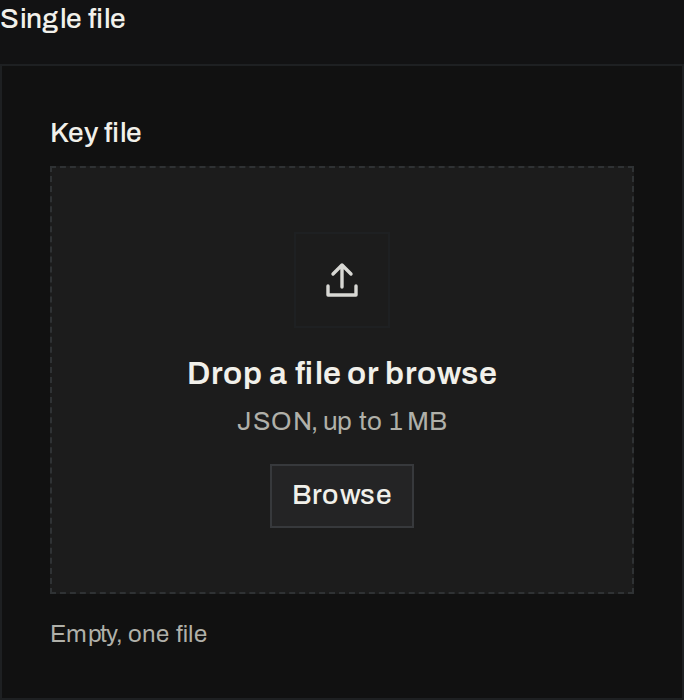 Single file
Key file
Drop a file or browse
JSON, up to 1 MB
Browse
Empty, one file